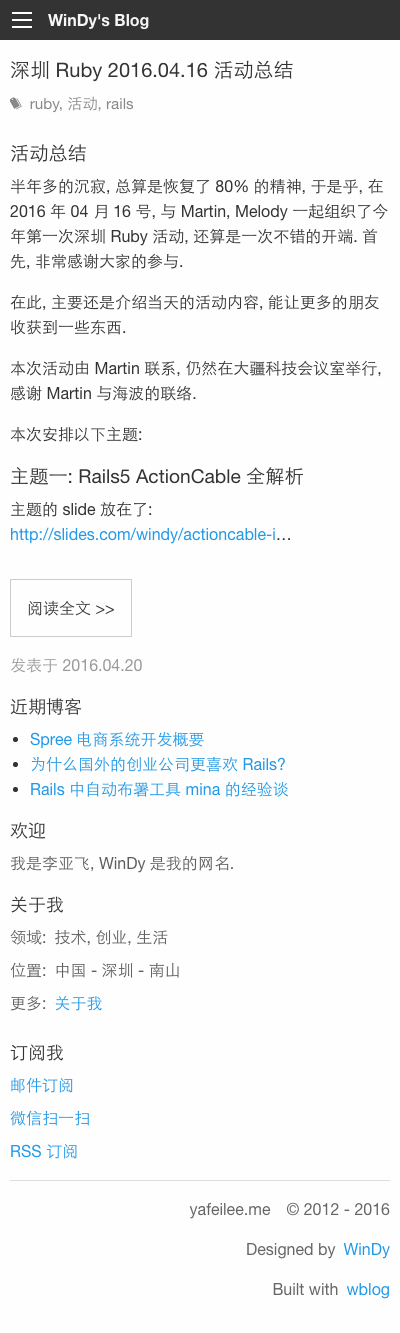 WinDy's Blog
深圳 Ruby 2016.04.16 活动总结
ruby, 活动, rails
活动总结
半年多的沉寂, 总算是恢复了 80% 的精神, 于是乎, 在
2016 年 04 月 16 号, 与 Martin, Melody 一起组织了今
年第一次深圳 Ruby 活动, 还算是一次不错的开端. 首
先, 非常感谢大家的参与.
在此, 主要还是介绍当天的活动内容, 能让更多的朋友
收获到一些东西.
本次活动由 Martin 联系, 仍然在大疆科技会议室举行,
感谢 Martin 与海波的联络.
本次安排以下主题:
主题一: Rails5 ActionCable 全解析
主题的 slide 放在了:
http://slides.com/windy/actioncable-i...
阅读全文 >>
发表于 2016.04.20
近期博客
Spree 电商系统开发概要
为什么国外的创业公司更喜欢 Rails?
Rails 中自动布署工具 mina 的经验谈
欢迎
我是李亚飞, WinDy 是我的网名.
关于我
领域: 技术, 创业, 生活
位置: 中国 - 深圳 - 南山
更多: 关于我
订阅我
邮件订阅
微信扫一扫
RSS 订阅
yafeilee.me © 2012 - 2016
Designed by WinDy
Built with wblog